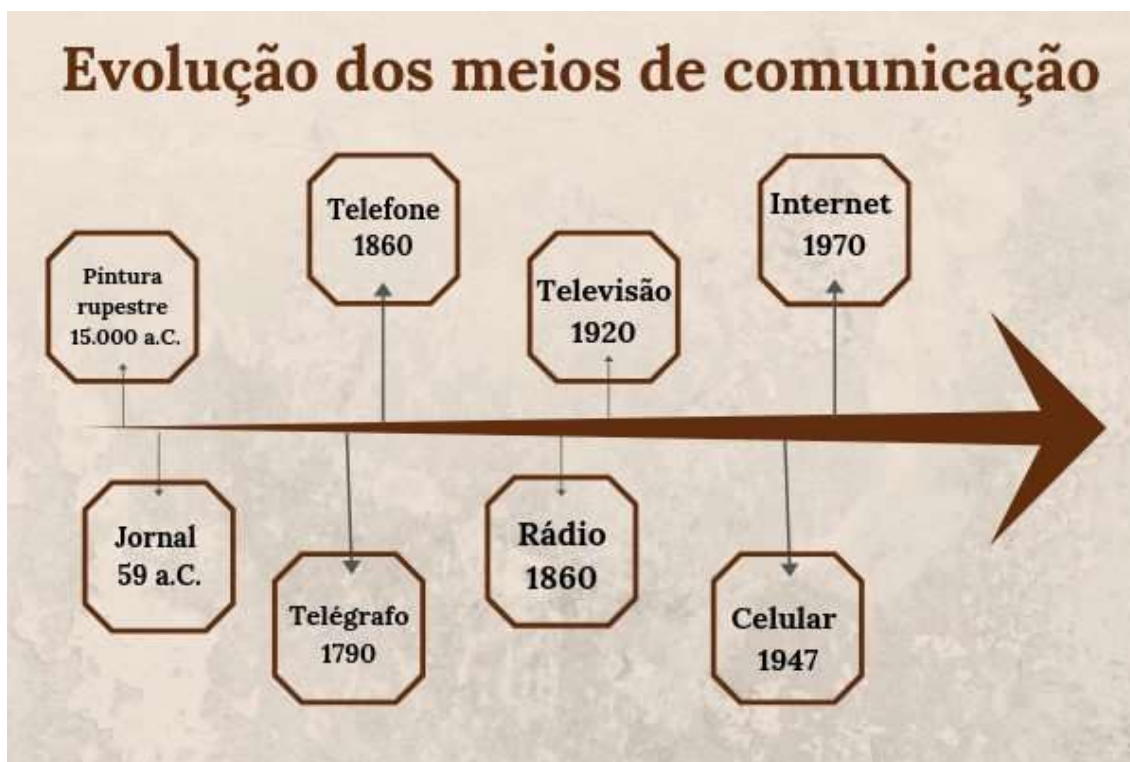 Evolução dos meios de comunicação
Pintura
rupestre
15.000 a.C.
Jornal
59 a.C.
Telégrafo
1790
Telefone
1860
Rádio
1860
Televisão
1920
Celular
1947
Internet
1970